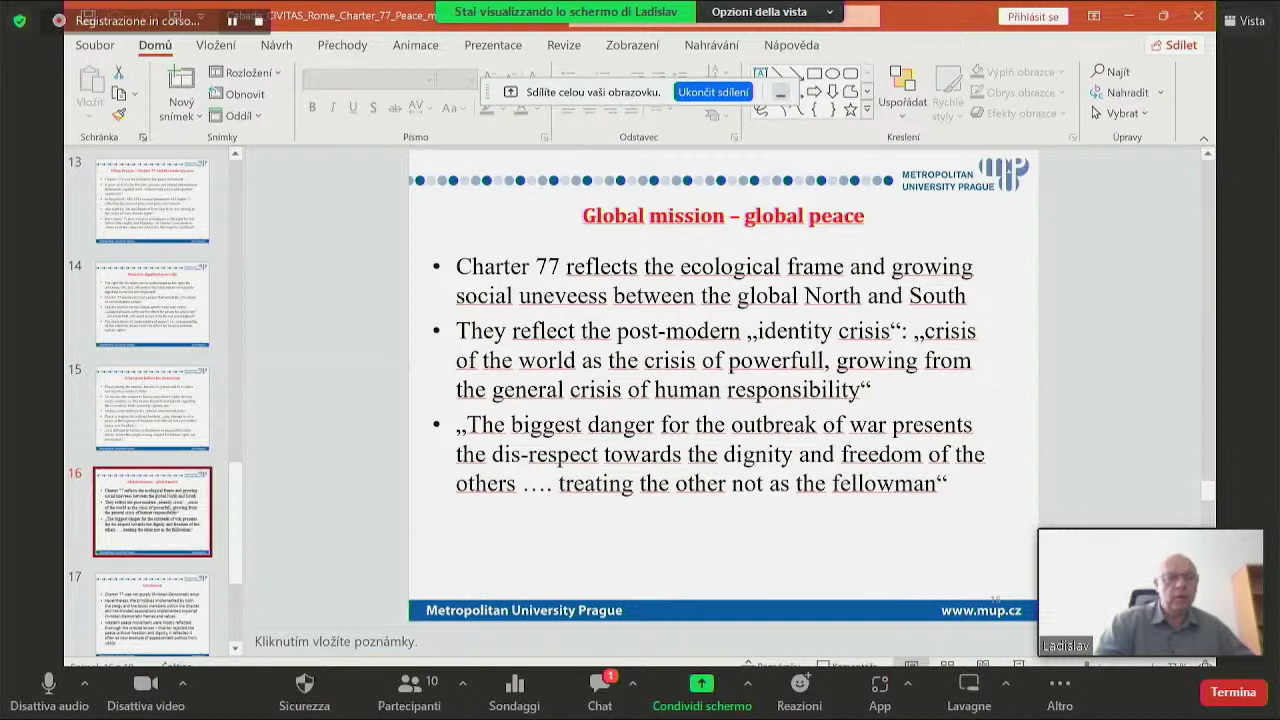 Registrazione in corso...
Cabada_CIVITAS_Rome_Charter_77_Peace_m
Stai visualizzando lo schermo di Ladislav
Opzioni della vista
Přihlásit se
Vista
Soubor Domů Vložení Návrh Přechody Animace Prezentace Revize Zobrazení Nahrávání Nápověda
Sdílet
Vložit
Nový
snímek
Rozložení
Obnovit
Oddíl
Sdílíte celou vaši obrazovku.
Ukončit sdílení
Uspořádat
Rychlé
styly
Výplň obrazce
Obrys obrazce
Efekty obrazce
Najít
Nahradit
Vybrat
Schránka
Snímky
Písmo
Odstavec
Kreslení
Úpravy
13
14
15
16
17
METROPOLITAN
UNIVERSITY PRAGUE
Global mission – global peace
• Charter 77 reflects the ecological frame and growing
social unevcess between the global North and South
• They reflect the post-modern „identity crisis“: „crisis
of the world as the crisis of powerfull, growing from
the general crisis of human responsibility“
• „The biggest danger for the outbreak of war presents
the dis-respect towards the dignity and freedom of the
others … treating the other not as the fellowman“
Metropolitan University Prague
www.mup.cz
Kliknutím vložíte poznámky.
Ladislav
Disattiva audio
Disattiva video
Sicurezza
Partecipanti
10
Sondaggi
Chat
1
Condividi schermo
Reazioni
App
Lavagne
Altro
Termina